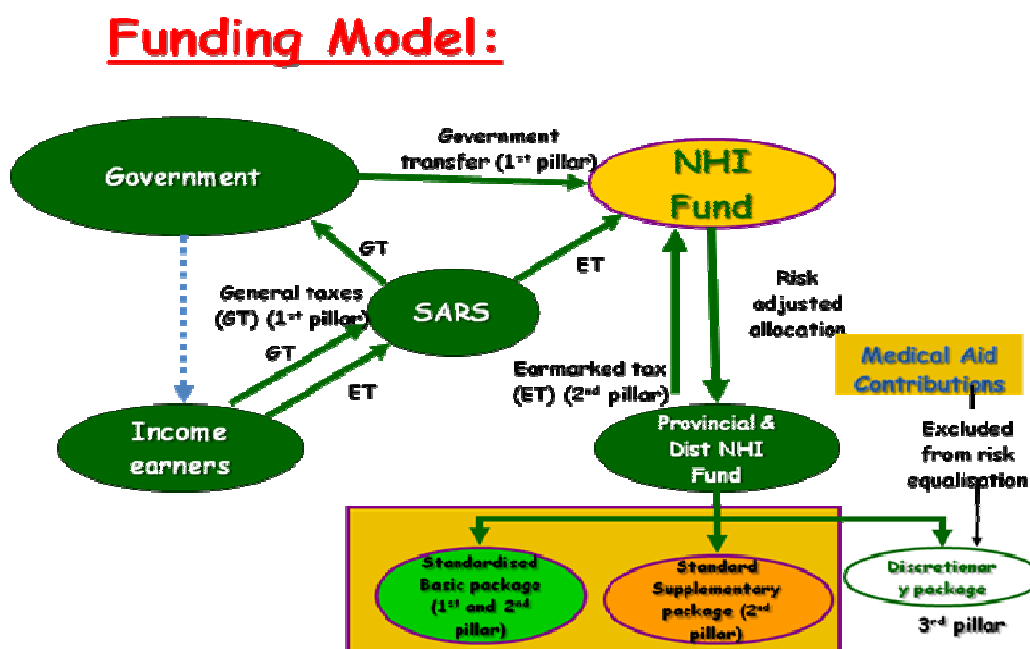 Funding Model:
Government
transfer (1st pillar)
Government
NHI
Fund
GT
ET
General taxes
(GT) (1st pillar)
SARS
Risk
adjusted
allocation
GT
ET
Earmarked tax
(ET) (2nd pillar)
Medical Aid
Contributions
Income
earners
Provincial &
Dist NHI
Fund
Excluded
from risk
equalisation
Standardised
Basic package
(1st and 2nd
pillar)
Standard
Supplementary
package (2nd
pillar)
Discretionar
y package
3rd pillar